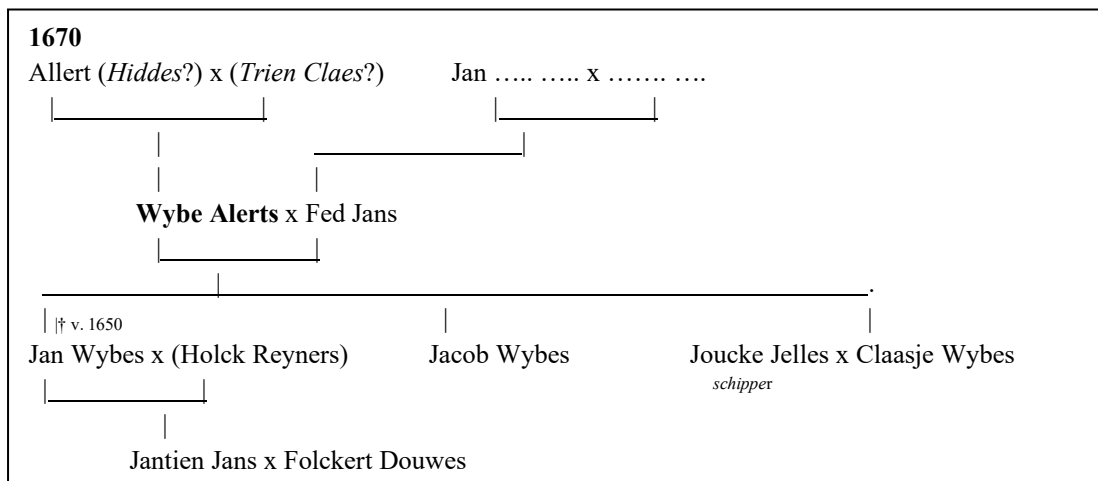 1670
Allert (Hiddes?) x (Trien Claes?) Jan ….. ….. x ……. ….
Wybe Alerts x Fed Jans
† v. 1650
Jan Wybes x (Holck Reyners) Jacob Wybes Joucke Jelles x Claasje Wybes
schipper
Jantien Jans x Folckert Douwes